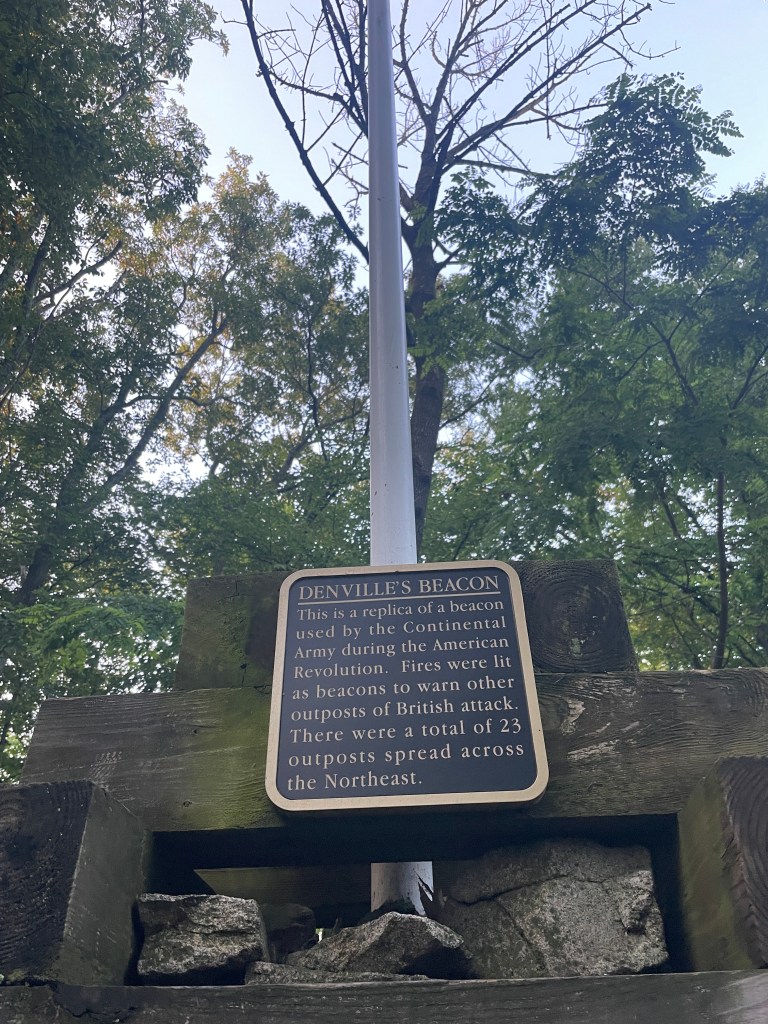 DENVILLE'S BEACON
This is a replica of a beacon
used by the Continental
Army during the American
Revolution. Fires were lit
as beacons to warn other
outposts of British attack.
There were a total of 23
outposts spread across
the Northeast.